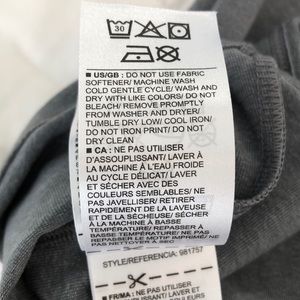 30
■ US/GB : DO NOT USE FABRIC
SOFTENER/ MACHINE WASH
COLD GENTLE CYCLE/ WASH AND
DRY WITH LIKE COLORS/ DO NOT
BLEACH/ REMOVE PROMPTLY
FROM WASHER AND DRYER/
TUMBLE DRY LOW/ COOL IRON/
DO NOT IRON PRINT/ DO NOT
DRY CLEAN
■ CA : NE PAS UTILISER
D'ASSOUPLISSANT/ LAVER À
LA MACHINE À L'EAU FROIDE
AU CYCLE DÉLICAT/ LAVER
ET SÉCHER AVEC DES
COULEURS SEMBLABLES/ NE
PAS JAVELLISER/ RETIRER
RAPIDEMENT DE LA LAVEUSE
ET DE LA SÉCHEUSE/ SÉCHER
À LA MACHINE À BASSE
TEMPÉRATURE/ REPASSER À BASSE
TEMPÉRATURE/ NE PAS
REPASSER LE MOTIF IMPRIMÉ/ NE
PAS NETTOYER À SEC
STYLE/REFERENCIA: 981757
■ FR/MA : NE PAS UTILISER